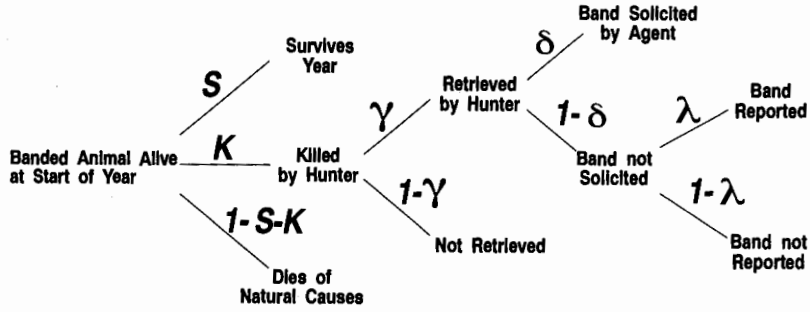 Band Solicited
by Agent
δ
Survives
Year
S
Retrieved
by Hunter
γ
1-δ
λ
Band
Reported
Banded Animal Alive
at Start of Year
K
Killed
by Hunter
Band not
Solicited
1-γ
1-λ
1-S-K
Not Retrieved
Band not
Reported
Dies of
Natural Causes